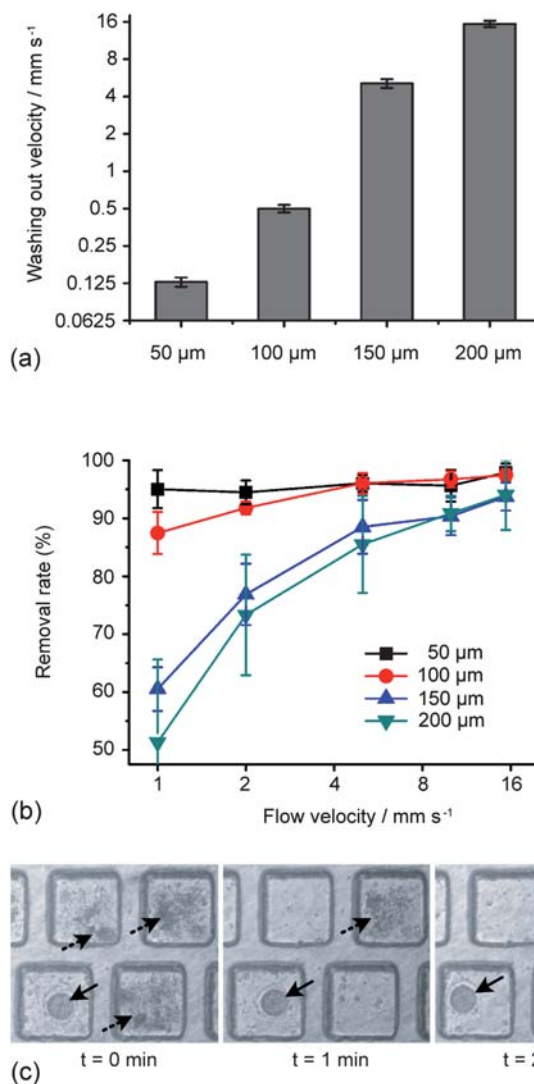 Washing out velocity / mm s⁻¹
16
8
4
2
1
0.5
0.25
0.125
0.0625
50 µm
100 µm
150 µm
200 µm
(a)
Removal rate (%)
100
90
80
70
60
50
50 µm
100 µm
150 µm
200 µm
1
2
4
8
16
Flow velocity / mm s⁻¹
(b)
t = 0 min
t = 1 min
t = 2
(c)